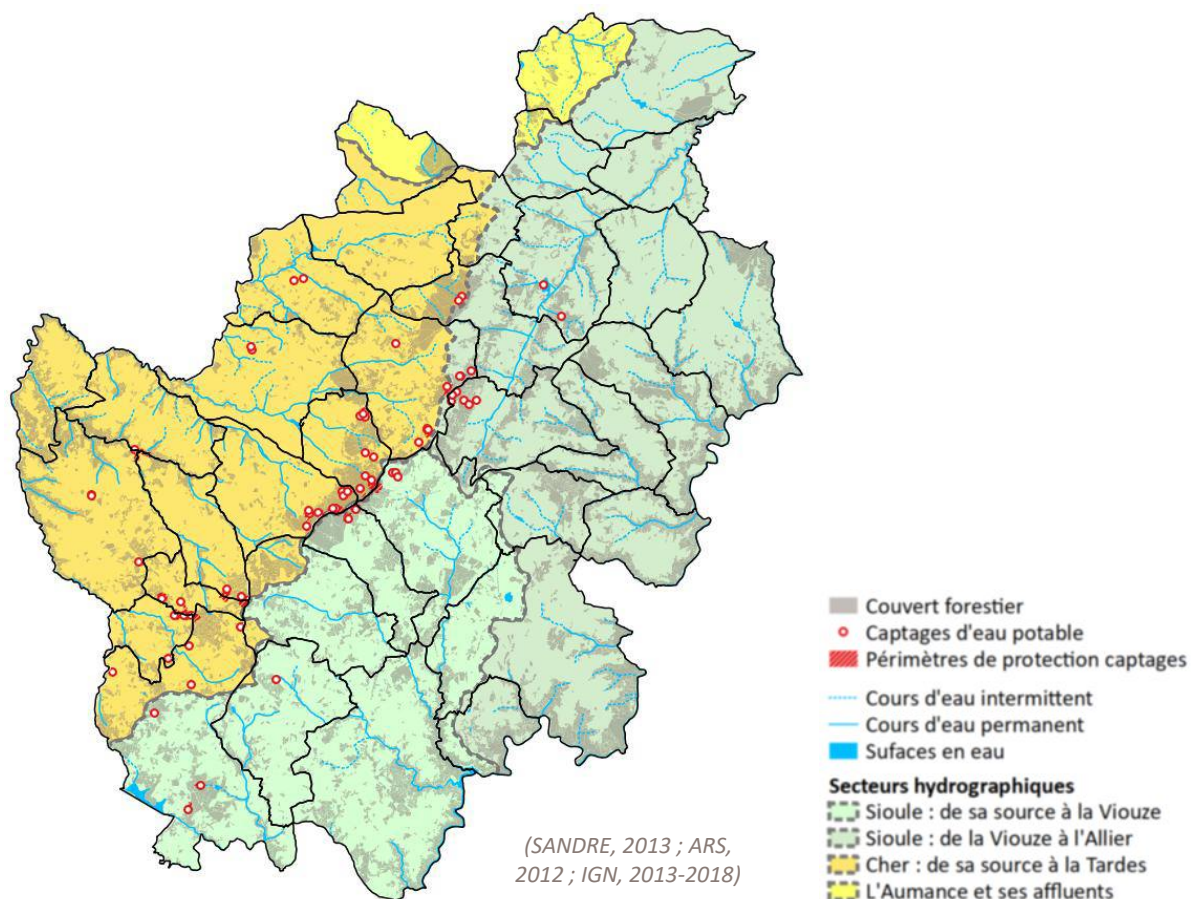 Couvert forestier
Captages d'eau potable
Périmètres de protection captages
Cours d'eau intermittent
Cours d'eau permanent
Sufaces en eau
Secteurs hydrographiques
Sioule : de sa source à la Viouze
Sioule : de la Viouze à l'Allier
Cher : de sa source à la Tardes
L'Aumance et ses affluents
(SANDRE, 2013 ; ARS,
2012 ; IGN, 2013-2018)